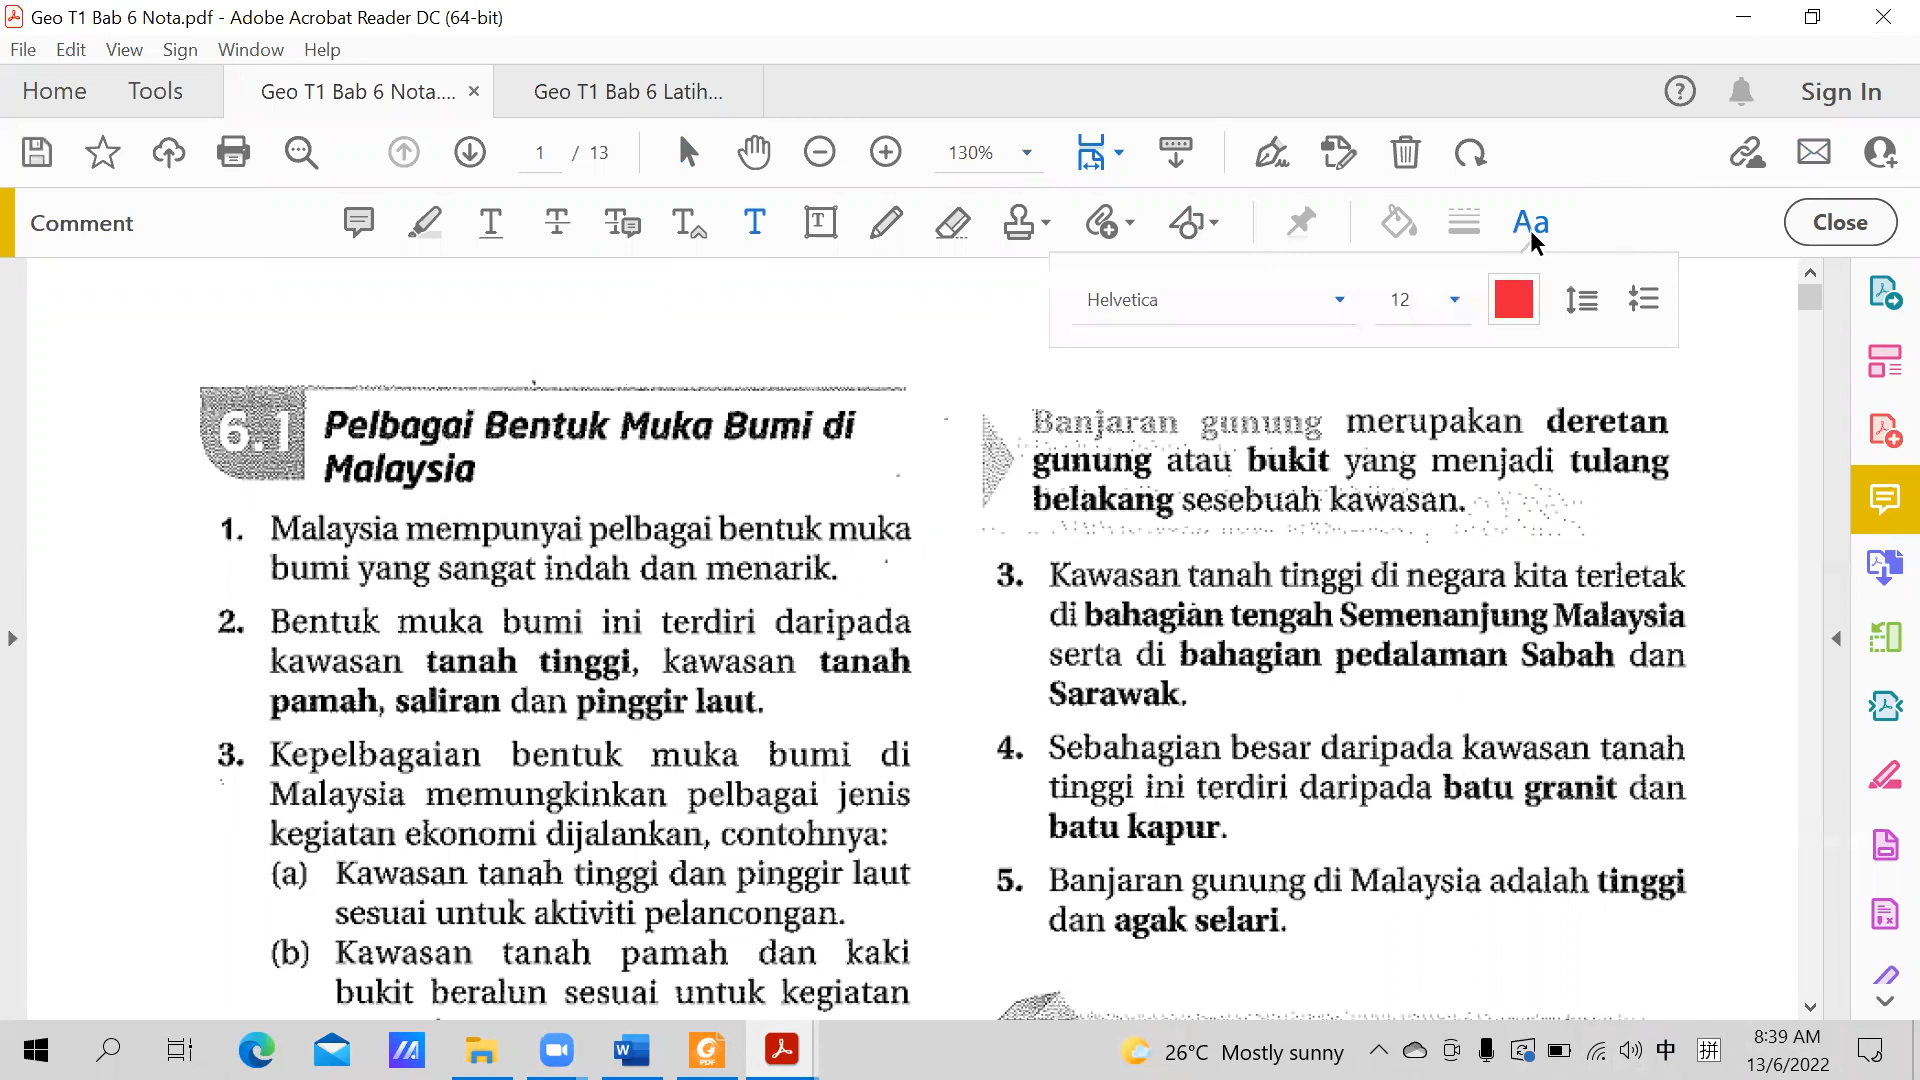 Geo T1 Bab 6 Nota.pdf - Adobe Acrobat Reader DC (64-bit)
File Edit View Sign Window Help
Home Tools Geo T1 Bab 6 Nota.... × Geo T1 Bab 6 Latih... Sign In
1 / 13 130%
Comment Aa Close
Helvetica 12
6.1 Pelbagai Bentuk Muka Bumi di
Malaysia
1. Malaysia mempunyai pelbagai bentuk muka
bumi yang sangat indah dan menarik.
2. Bentuk muka bumi ini terdiri daripada
kawasan tanah tinggi, kawasan tanah
pamah, saliran dan pinggir laut.
3. Kepelbagaian bentuk muka bumi di
Malaysia memungkinkan pelbagai jenis
kegiatan ekonomi dijalankan, contohnya:
(a) Kawasan tanah tinggi dan pinggir laut
sesuai untuk aktiviti pelancongan.
(b) Kawasan tanah pamah dan kaki
bukit beralun sesuai untuk kegiatan
Banjaran gunung merupakan deretan
gunung atau bukit yang menjadi tulang
belakang sesebuah kawasan.
3. Kawasan tanah tinggi di negara kita terletak
di bahagian tengah Semenanjung Malaysia
serta di bahagian pedalaman Sabah dan
Sarawak.
4. Sebahagian besar daripada kawasan tanah
tinggi ini terdiri daripada batu granit dan
batu kapur.
5. Banjaran gunung di Malaysia adalah tinggi
dan agak selari.
26°C Mostly sunny 中 拼 8:39 AM
13/6/2022